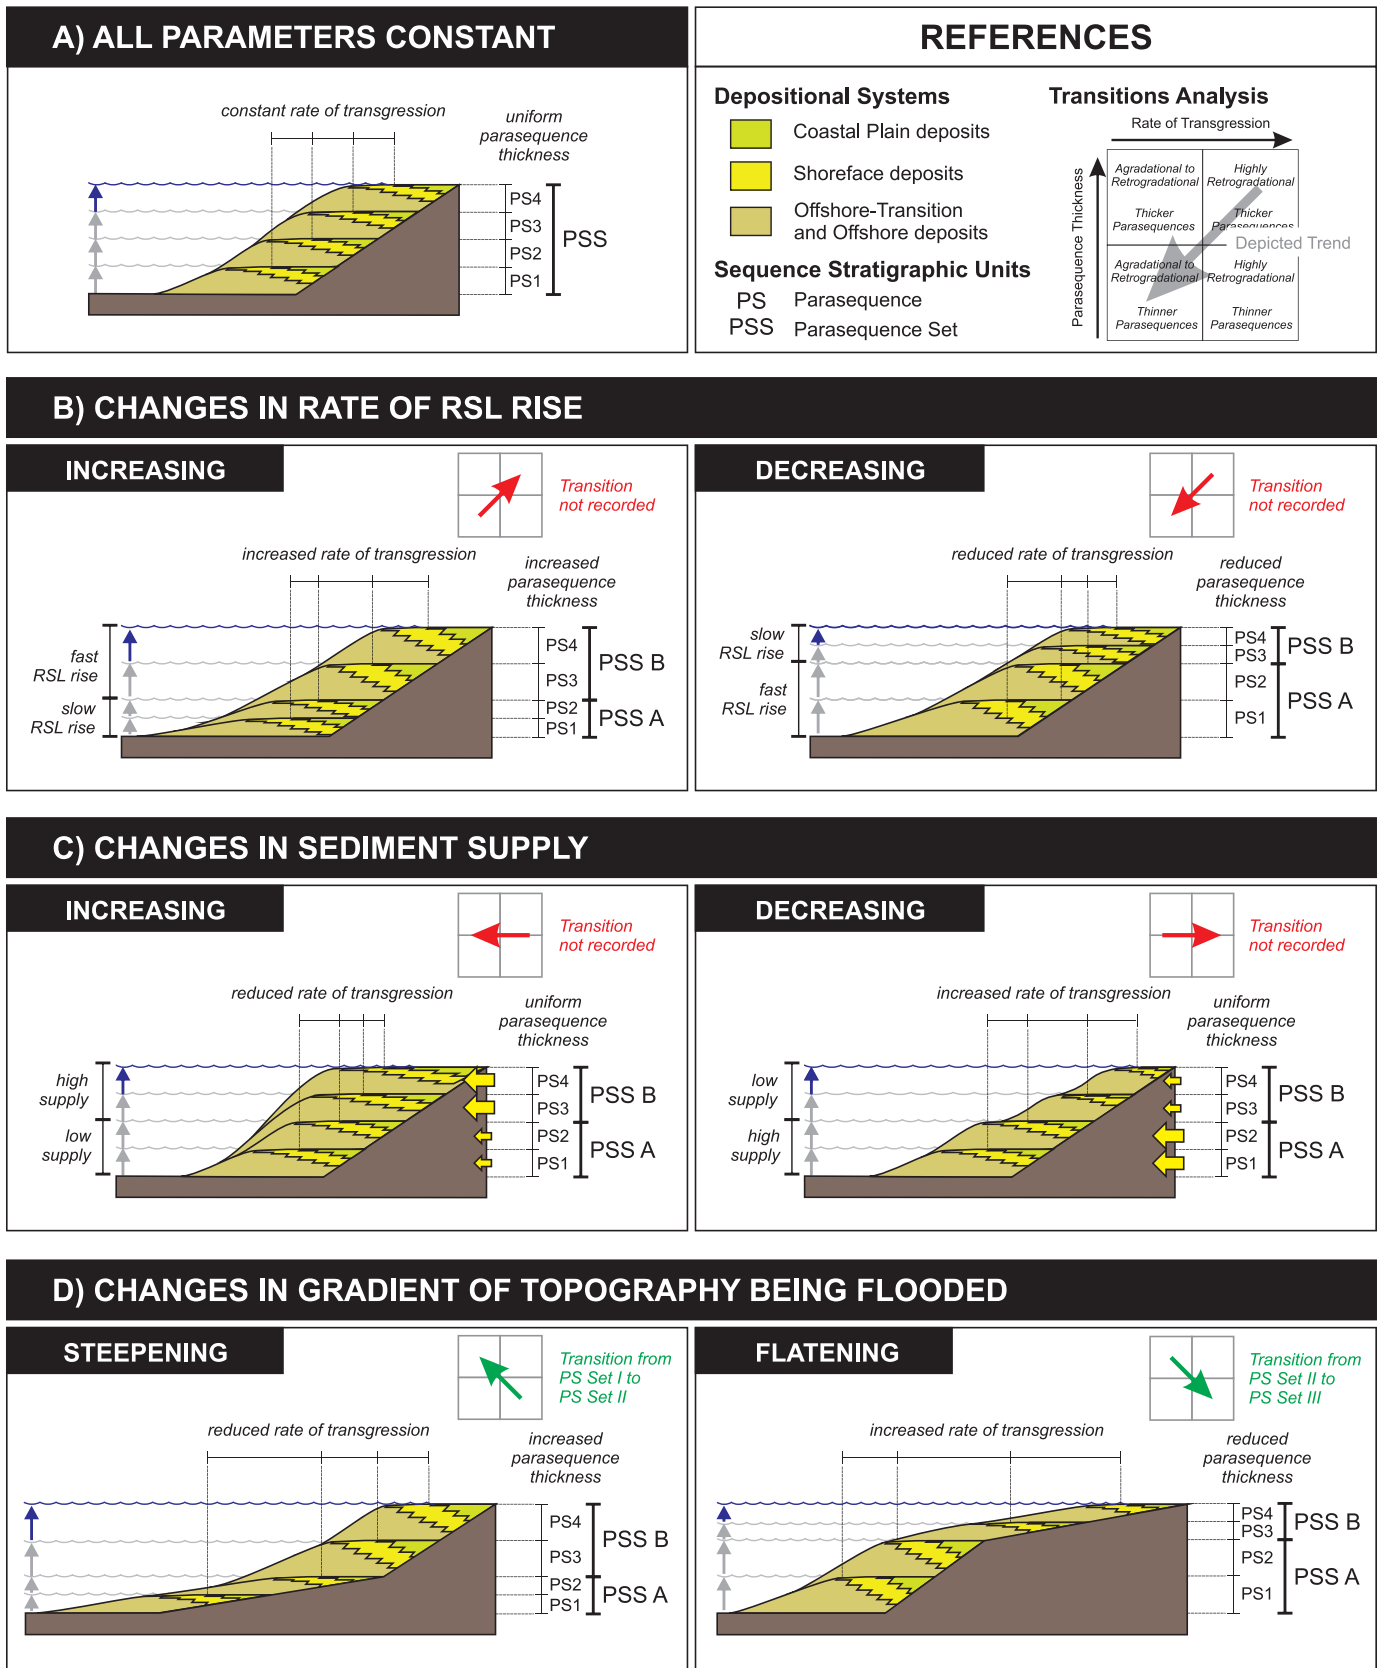 A) ALL PARAMETERS CONSTANT
constant rate of transgression
uniform
parasequence
thickness
PS4
PS3
PS2
PS1
PSS
REFERENCES
Depositional Systems
Coastal Plain deposits
Shoreface deposits
Offshore-Transition
and Offshore deposits
Sequence Stratigraphic Units
PS Parasequence
PSS Parasequence Set
Transitions Analysis
Rate of Transgression
Parasequence Thickness
Agradational to
Retrogradational
Thicker
Parasequences
Highly
Retrogradational
Thicker
Parasequences
Depicted Trend
Agradational to
Retrogradational
Thinner
Parasequences
Highly
Retrogradational
Thinner
Parasequences
B) CHANGES IN RATE OF RSL RISE
INCREASING
Transition
not recorded
increased rate of transgression
increased
parasequence
thickness
fast
RSL rise
slow
RSL rise
PS4
PS3
PS2
PS1
PSS B
PSS A
DECREASING
Transition
not recorded
reduced rate of transgression
reduced
parasequence
thickness
slow
RSL rise
fast
RSL rise
PS4
PS3
PS2
PS1
PSS B
PSS A
C) CHANGES IN SEDIMENT SUPPLY
INCREASING
Transition
not recorded
reduced rate of transgression
uniform
parasequence
thickness
high
supply
low
supply
PS4
PS3
PS2
PS1
PSS B
PSS A
DECREASING
Transition
not recorded
increased rate of transgression
uniform
parasequence
thickness
low
supply
high
supply
PS4
PS3
PS2
PS1
PSS B
PSS A
D) CHANGES IN GRADIENT OF TOPOGRAPHY BEING FLOODED
STEEPENING
Transition from
PS Set I to
PS Set II
reduced rate of transgression
increased
parasequence
thickness
PS4
PS3
PS2
PS1
PSS B
PSS A
FLATENING
Transition from
PS Set II to
PS Set III
increased rate of transgression
reduced
parasequence
thickness
PS4
PS3
PS2
PS1
PSS B
PSS A